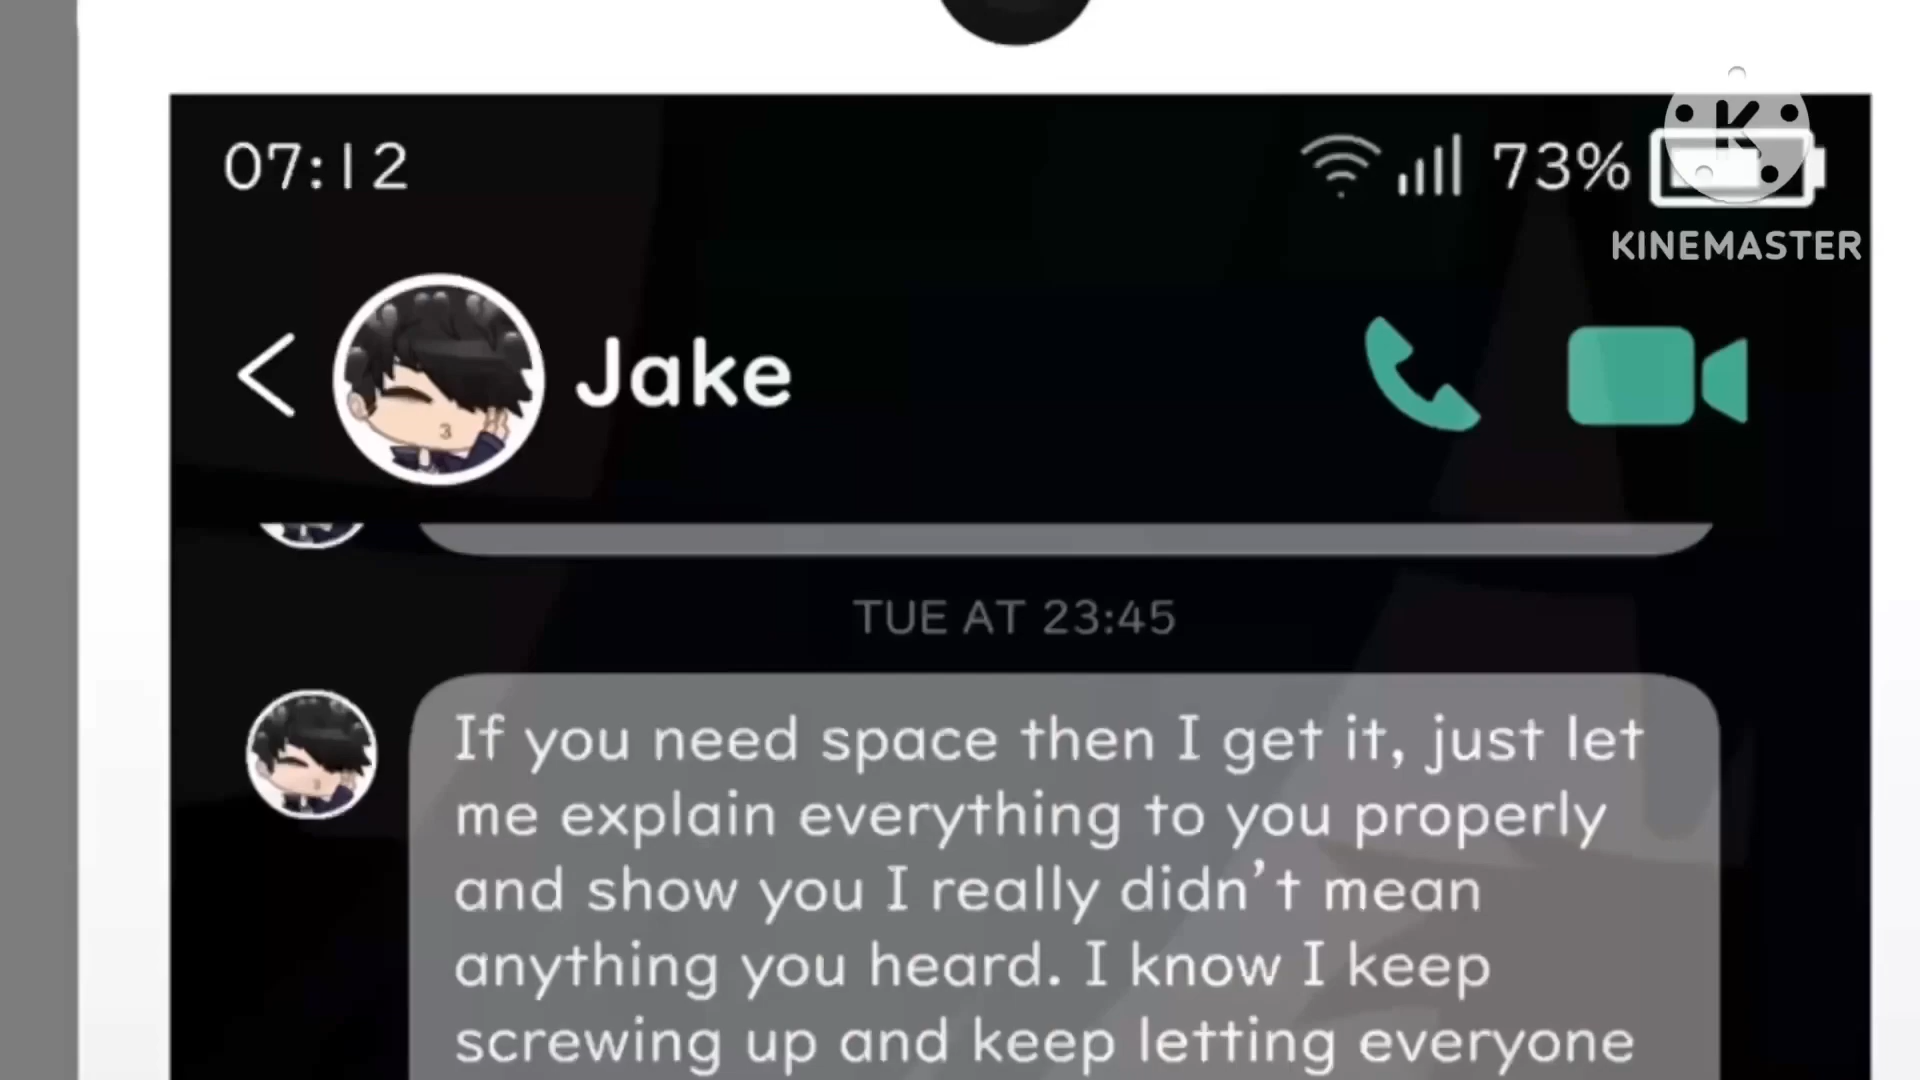 07:12
73%
K
KINEMASTER
Jake
TUE AT 23:45
If you need space then I get it, just let
me explain everything to you properly
and show you I really didn't mean
anything you heard. I know I keep
screwing up and keep letting everyone